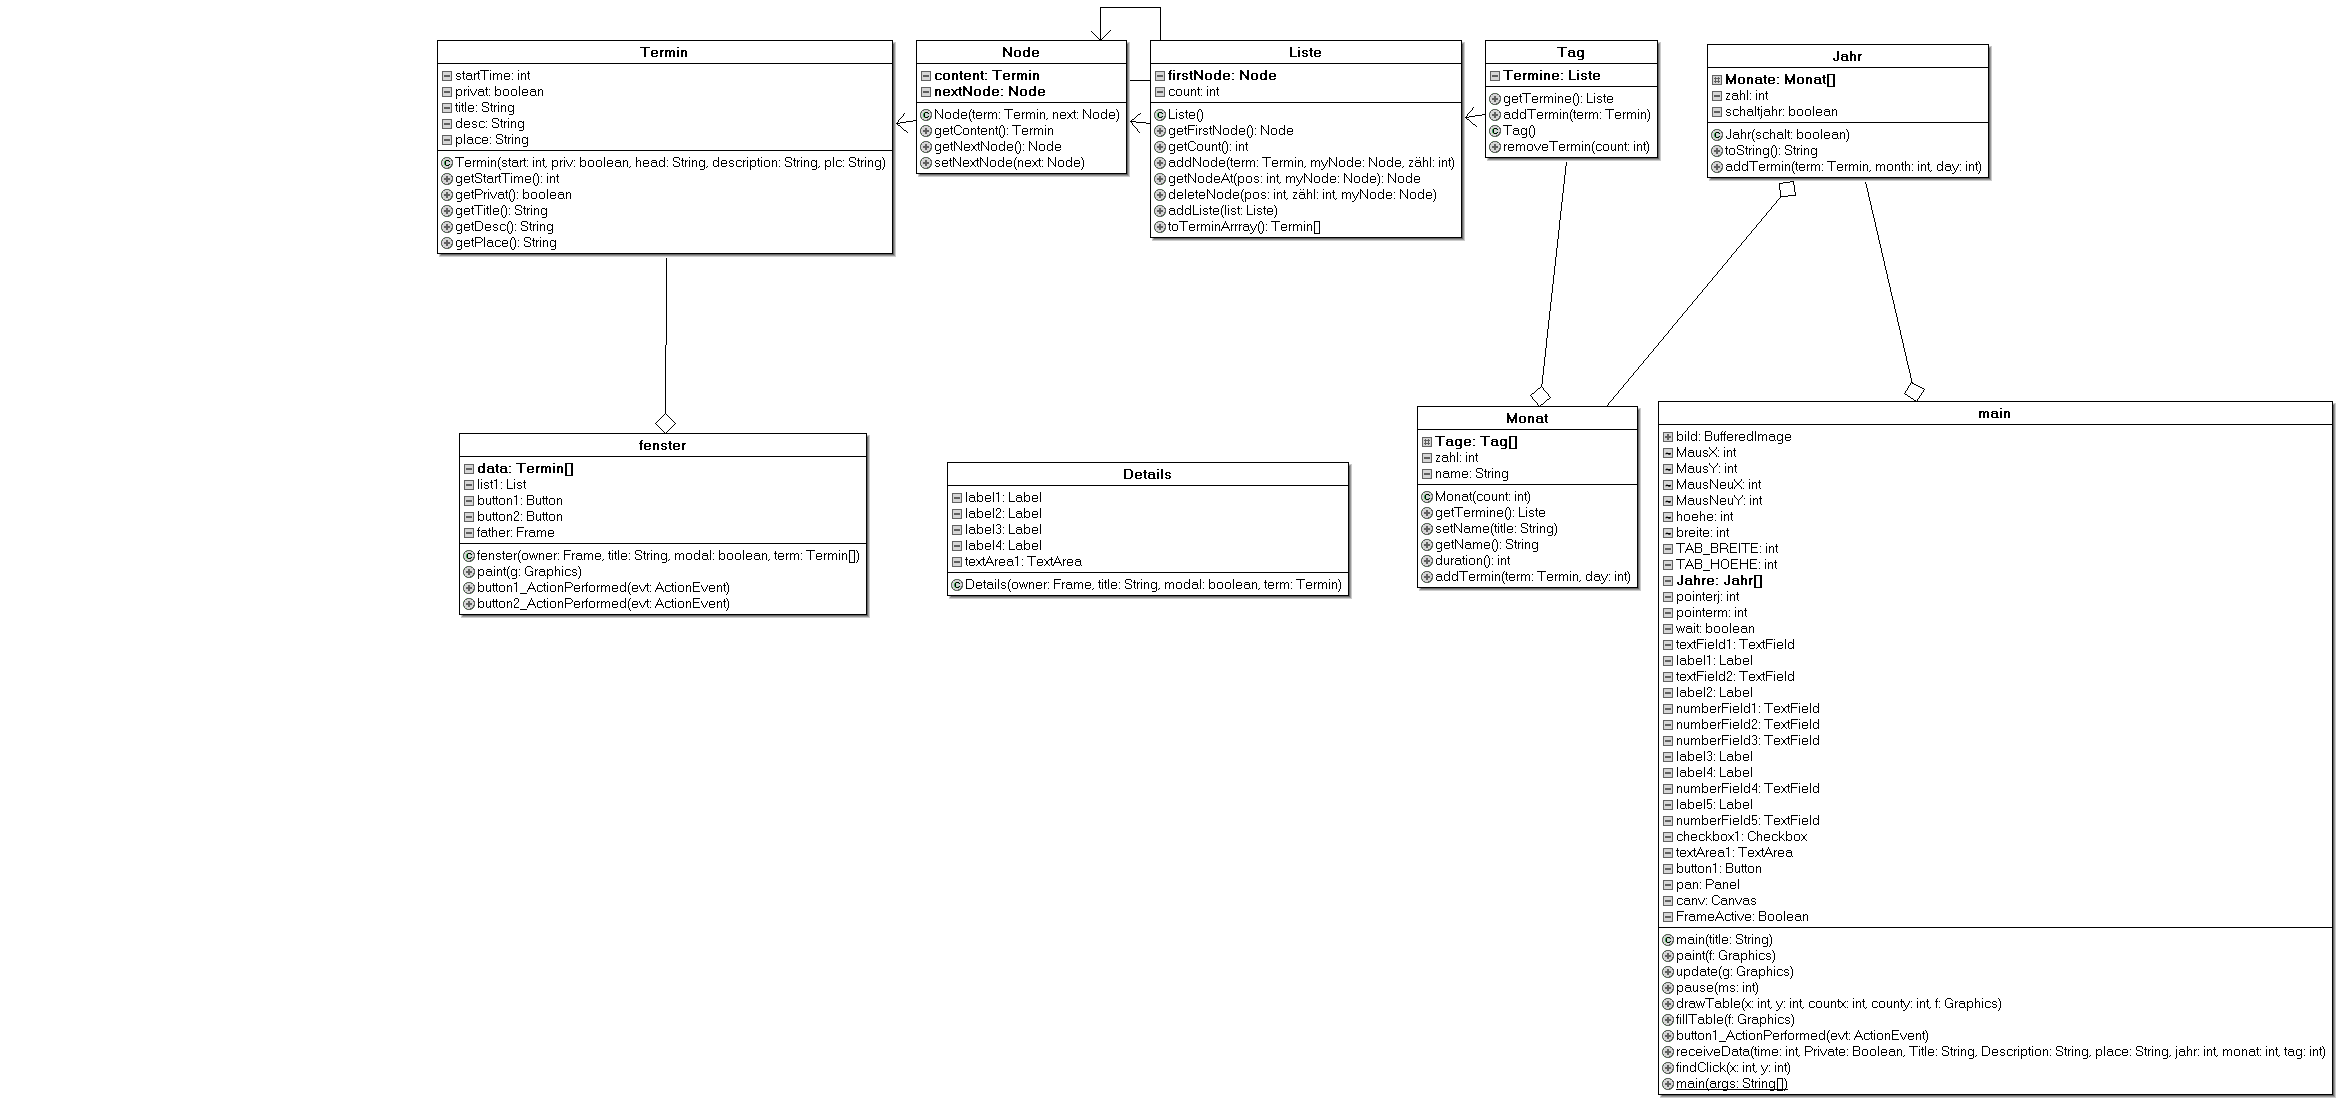 Termin
startTime: int
privat: boolean
title: String
desc: String
place: String
Termin(start: int, priv: boolean, head: String, description: String, plc: String)
getStartTime(): int
getPrivat(): boolean
getTitle(): String
getDesc(): String
getPlace(): String
Node
content: Termin
nextNode: Node
Node(term: Termin, next: Node)
getContent(): Termin
getNextNode(): Node
setNextNode(next: Node)
Liste
firstNode: Node
count: int
Liste()
getFirstNode(): Node
getCount(): int
addNode(term: Termin, myNode: Node, zähl: int)
getNodeAt(pos: int, myNode: Node): Node
deleteNode(pos: int, zähl: int, myNode: Node)
addListe(list: Liste)
toTerminArrray(): Termin[]
Tag
Termine: Liste
getTermine(): Liste
addTermin(term: Termin)
Tag()
removeTermin(count: int)
Jahr
Monate: Monat[]
zahl: int
schaltjahr: boolean
Jahr(schalt: boolean)
toString(): String
addTermin(term: Termin, month: int, day: int)
fenster
data: Termin[]
list1: List
button1: Button
button2: Button
father: Frame
fenster(owner: Frame, title: String, modal: boolean, term: Termin[])
paint(g: Graphics)
button1_ActionPerformed(evt: ActionEvent)
button2_ActionPerformed(evt: ActionEvent)
Details
label1: Label
label2: Label
label3: Label
label4: Label
textArea1: TextArea
Details(owner: Frame, title: String, modal: boolean, term: Termin)
Monat
Tage: Tag[]
zahl: int
name: String
Monat(count: int)
getTermine(): Liste
setName(title: String)
getName(): String
duration(): int
addTermin(term: Termin, day: int)
main
bild: BufferedImage
MausX: int
MausY: int
MausNeuX: int
MausNeuY: int
hoehe: int
breite: int
TAB_BREITE: int
TAB_HOEHE: int
Jahre: Jahr[]
pointerj: int
pointerm: int
wait: boolean
textField1: TextField
label1: Label
textField2: TextField
label2: Label
numberField1: TextField
numberField2: TextField
numberField3: TextField
label3: Label
label4: Label
numberField4: TextField
label5: Label
numberField5: TextField
checkbox1: Checkbox
textArea1: TextArea
button1: Button
pan: Panel
canv: Canvas
FrameActive: Boolean
main(title: String)
paint(f: Graphics)
update(g: Graphics)
pause(ms: int)
drawTable(x: int, y: int, countx: int, county: int, f: Graphics)
fillTable(f: Graphics)
button1_ActionPerformed(evt: ActionEvent)
receiveData(time: int, Private: Boolean, Title: String, Description: String, place: String, jahr: int, monat: int, tag: int)
findClick(x: int, y: int)
main(args: String[])